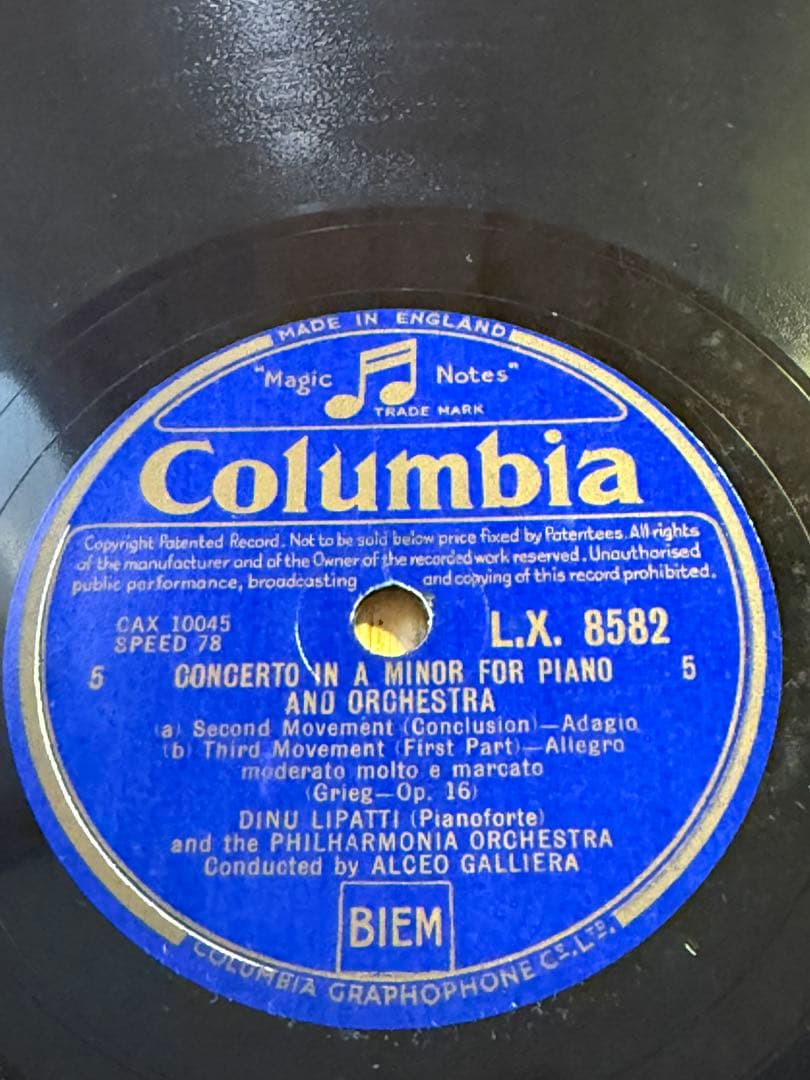 MADE IN ENGLAND
"Magic Notes"
TRADE MARK
Columbia
Copyright Patented Record. Not to be sold below price fixed by Patentees. All rights
of the manufacturer and of the Owner of the recorded work reserved. Unauthorised
public performance, broadcasting and copying of this record prohibited.
CAX 10045
SPEED 78
L.X. 8582
5 CONCERTO IN A MINOR FOR PIANO 5
AND ORCHESTRA
(a) Second Movement (Conclusion)—Adagio
(b) Third Movement (First Part)—Allegro
moderato molto e marcato
(Grieg—Op. 16)
DINU LIPATTI (Pianoforte)
and the PHILHARMONIA ORCHESTRA
Conducted by ALCEO GALLIERA
BIEM
COLUMBIA GRAPHOPHONE CO. LTD.